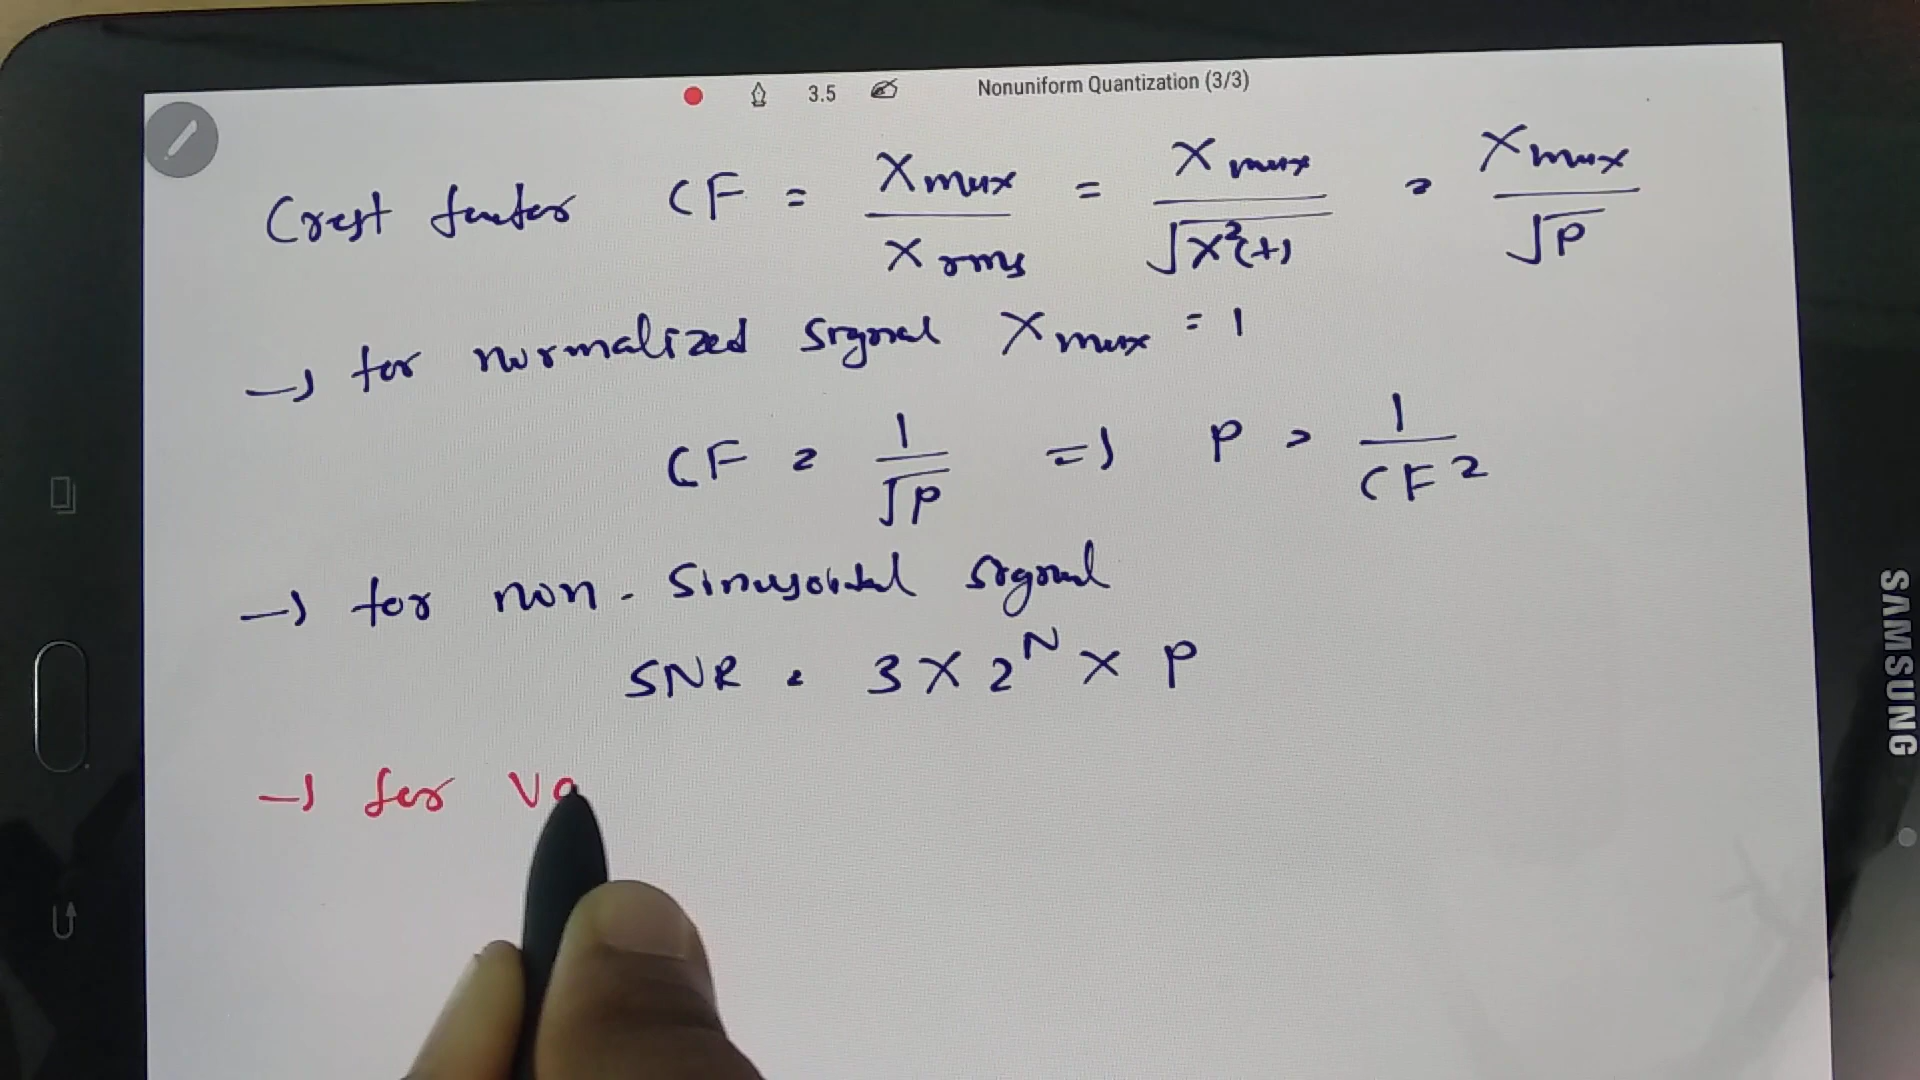 3.5 Nonuniform Quantization (3/3)
Crest factor CF = Xmax / Xrms = Xmax / √X²(t) = Xmax / √P
→ for normalized signal Xmax = 1
CF = 1 / √P => P = 1 / CF²
→ for non-sinusoidal signal
SNR = 3 X 2^N X P
→ for Vo
SAMSUNG